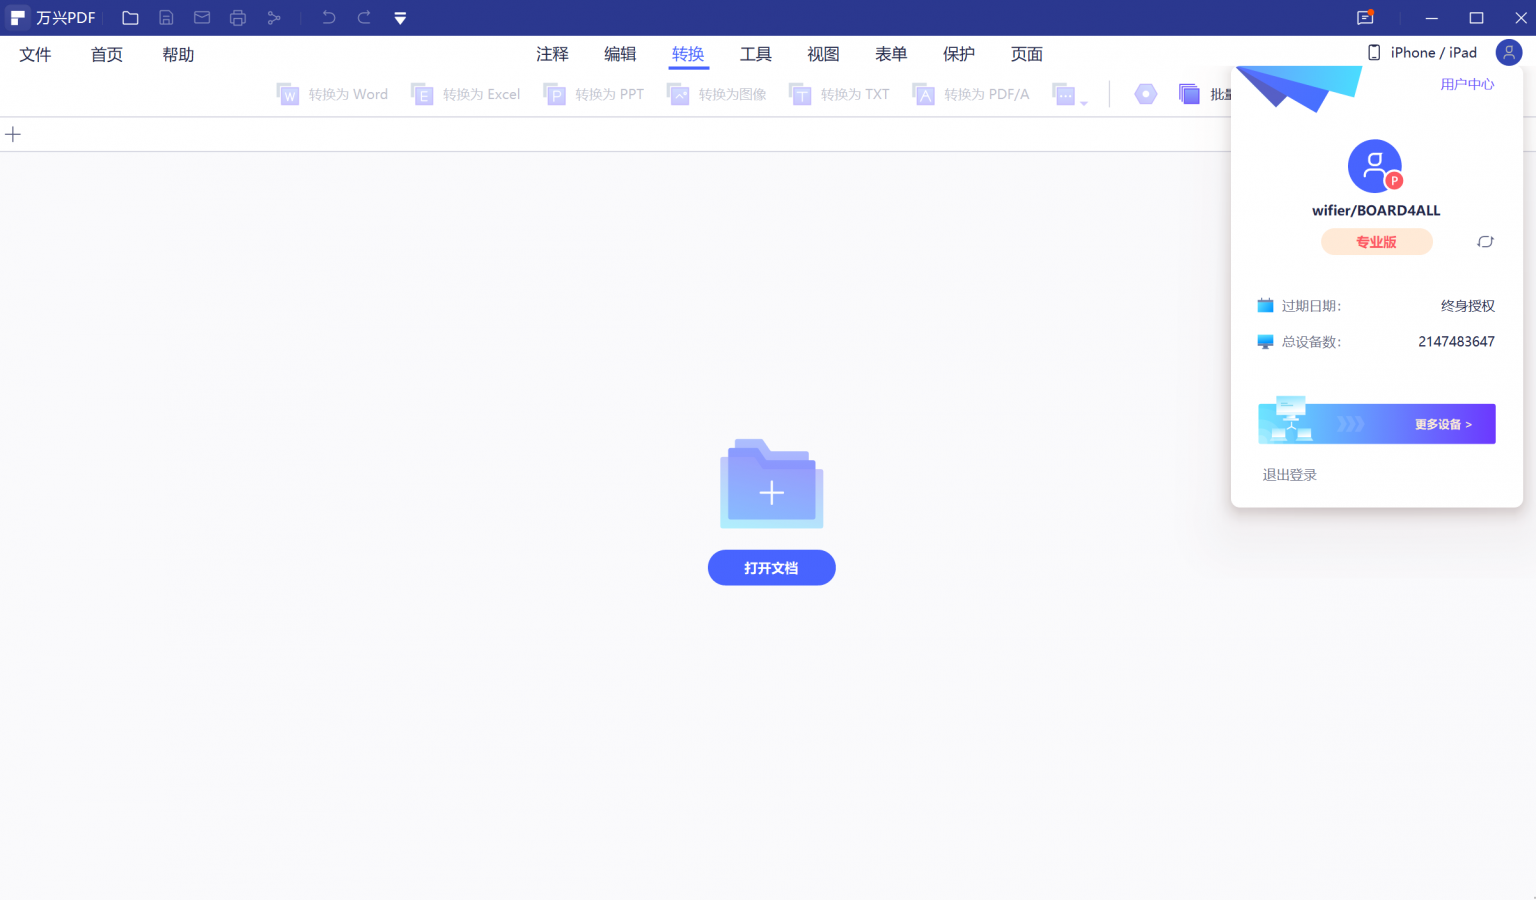 万兴PDF
文件 首页 帮助 注释 编辑 转换 工具 视图 表单 保护 页面 iPhone / iPad
转换为 Word 转换为 Excel 转换为 PPT 转换为图像 转换为 TXT 转换为 PDF/A 批量
用户中心
P
wifier/BOARD4ALL
专业版
过期日期: 终身授权
总设备数: 2147483647
更多设备 >
退出登录
打开文档